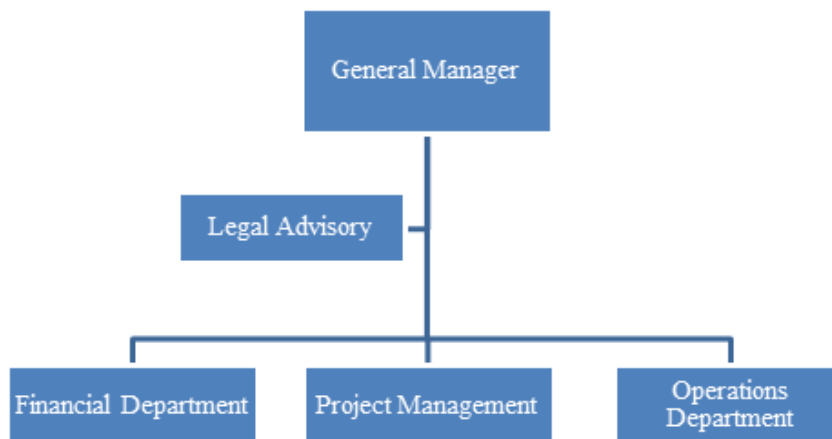 General Manager
Legal Advisory
Financial Department
Project Management
Operations
Department